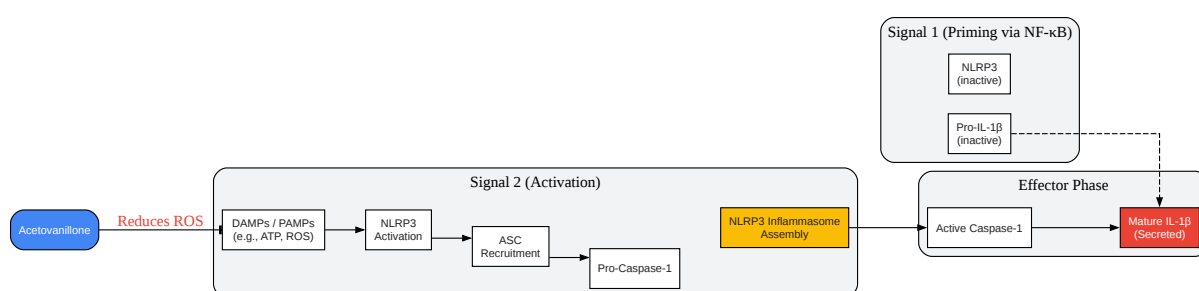 Signal 1 (Priming via NF-κB)
NLRP3
(inactive)
Pro-IL-1β
(inactive)
Signal 2 (Activation)
Effector Phase
Acetovanillone
Reduces ROS
DAMPs / PAMPs
(e.g., ATP, ROS)
NLRP3
Activation
ASC
Recruitment
Pro-Caspase-1
NLRP3 Inflammasome
Assembly
Active Caspase-1
Mature IL-1β
(Secreted)